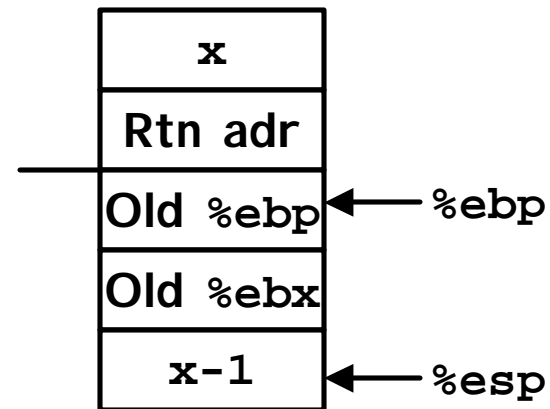 x
Rtn adr
Old %ebp %ebp
Old %ebx
x-1 %esp